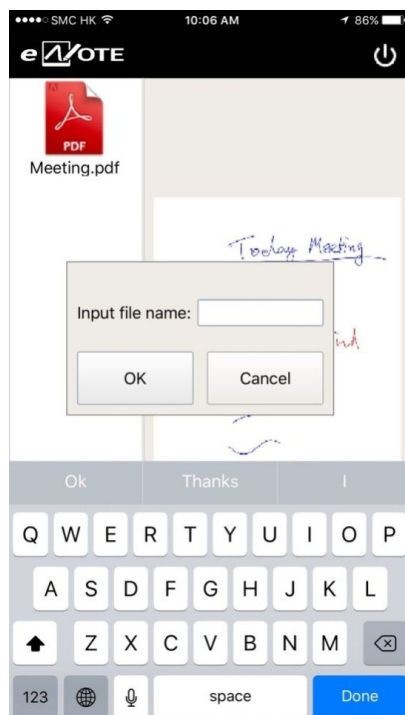 SMC HK 10:06 AM 86%
eNOTE
PDF
Meeting.pdf
Today Meeting
Input file name:
OK Cancel
Ok Thanks I
Q W E R T Y U I O P
A S D F G H J K L
Z X C V B N M
123 space Done